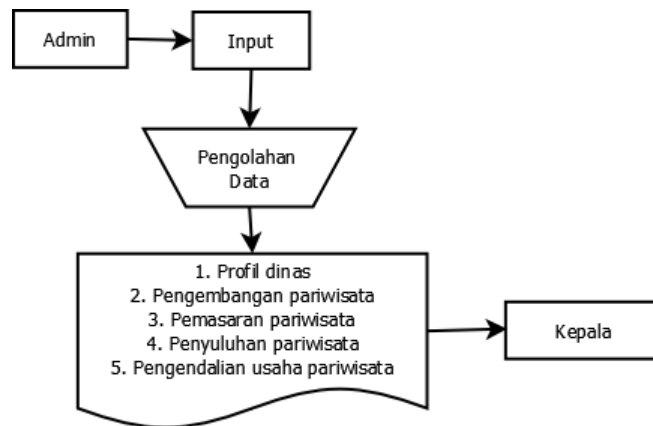 Admin
Input
Pengolahan
Data
1. Profil dinas
2. Pengembangan pariwisata
3. Pemasaran pariwisata
4. Penyuluhan pariwisata
5. Pengendalian usaha pariwisata
Kepala